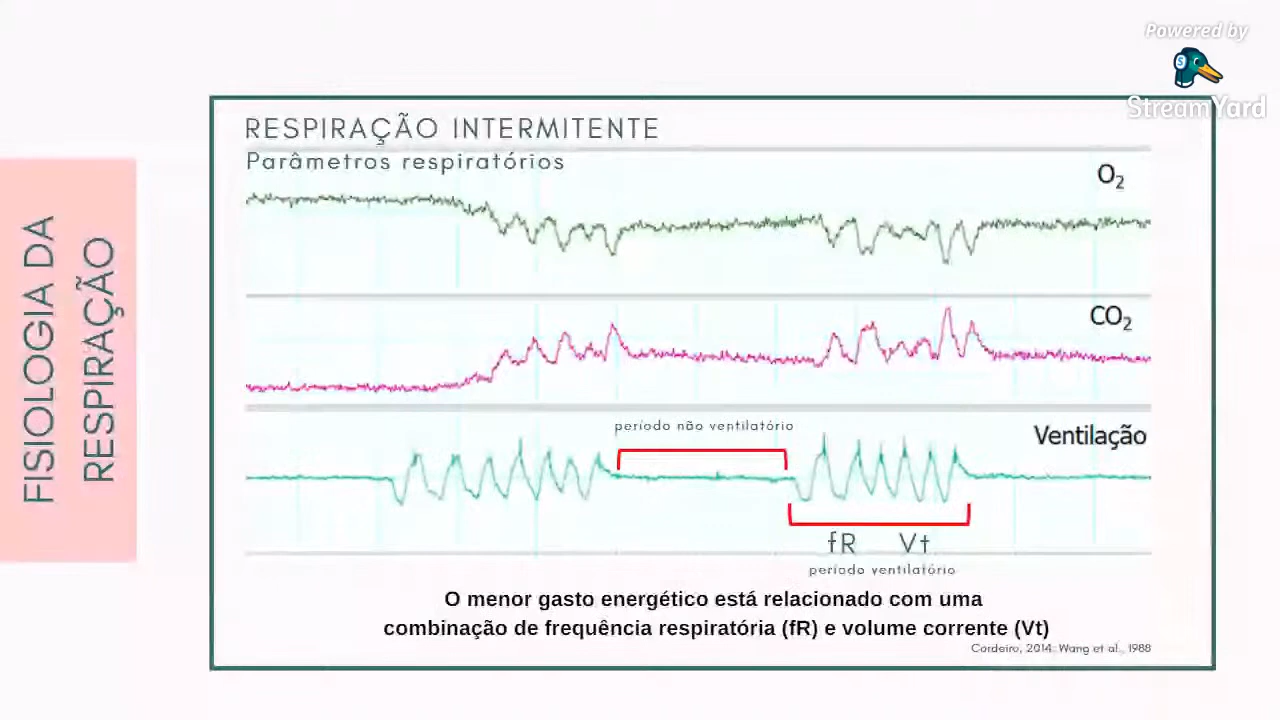 Powered by
StreamYard
FISIOLOGIA DA
RESPIRAÇÃO
RESPIRAÇÃO INTERMITENTE
Parâmetros respiratórios
O₂
CO₂
período não ventilatório
Ventilação
fR Vt
período ventilatório
O menor gasto energético está relacionado com uma
combinação de frequência respiratória (fR) e volume corrente (Vt)
Cordeiro, 2014; Wang et al., 1988